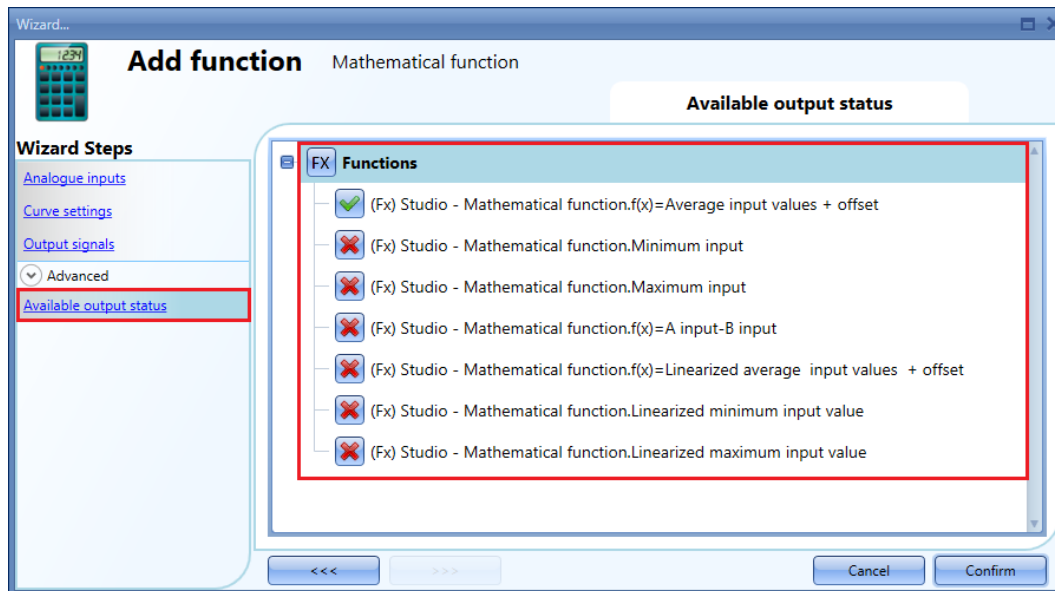 Wizard...
1234
Add function
Mathematical function
Available output status
Wizard Steps
Analogue inputs
Curve settings
Output signals
Advanced
Available output status
FX Functions
(Fx) Studio - Mathematical function.f(x)=Average input values + offset
(Fx) Studio - Mathematical function.Minimum input
(Fx) Studio - Mathematical function.Maximum input
(Fx) Studio - Mathematical function.f(x)=A input-B input
(Fx) Studio - Mathematical function.f(x)=Linearized average  input values  + offset
(Fx) Studio - Mathematical function.Linearized minimum input value
(Fx) Studio - Mathematical function.Linearized maximum input value
<<<
>>>
Cancel
Confirm